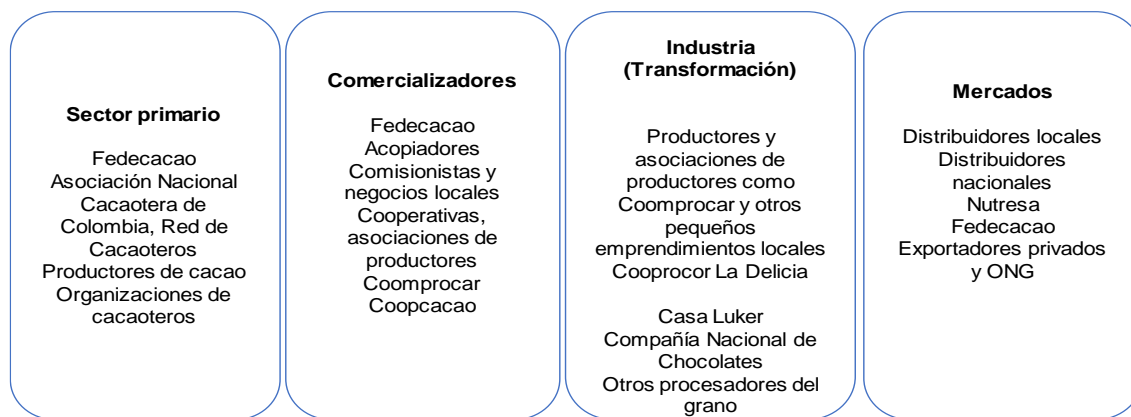 Sector primario
Fedecacao
Asociación Nacional
Cacaotera de
Colombia, Red de
Cacaoteros
Productores de cacao
Organizaciones de
cacaoteros
Comercializadores
Fedecacao
Acopiadores
Comisionistas y
negocios locales
Cooperativas,
asociaciones de
productores
Coomprocar
Coopcacao
Industria
(Transformación)
Productores y
asociaciones de
productores como
Coomprocar y otros
pequeños
emprendimientos locales
Cooprocor La Delicia
Casa Luker
Compañía Nacional de
Chocolates
Otros procesadores del
grano
Mercados
Distribuidores locales
Distribuidores
nacionales
Nutresa
Fedecacao
Exportadores privados
y ONG